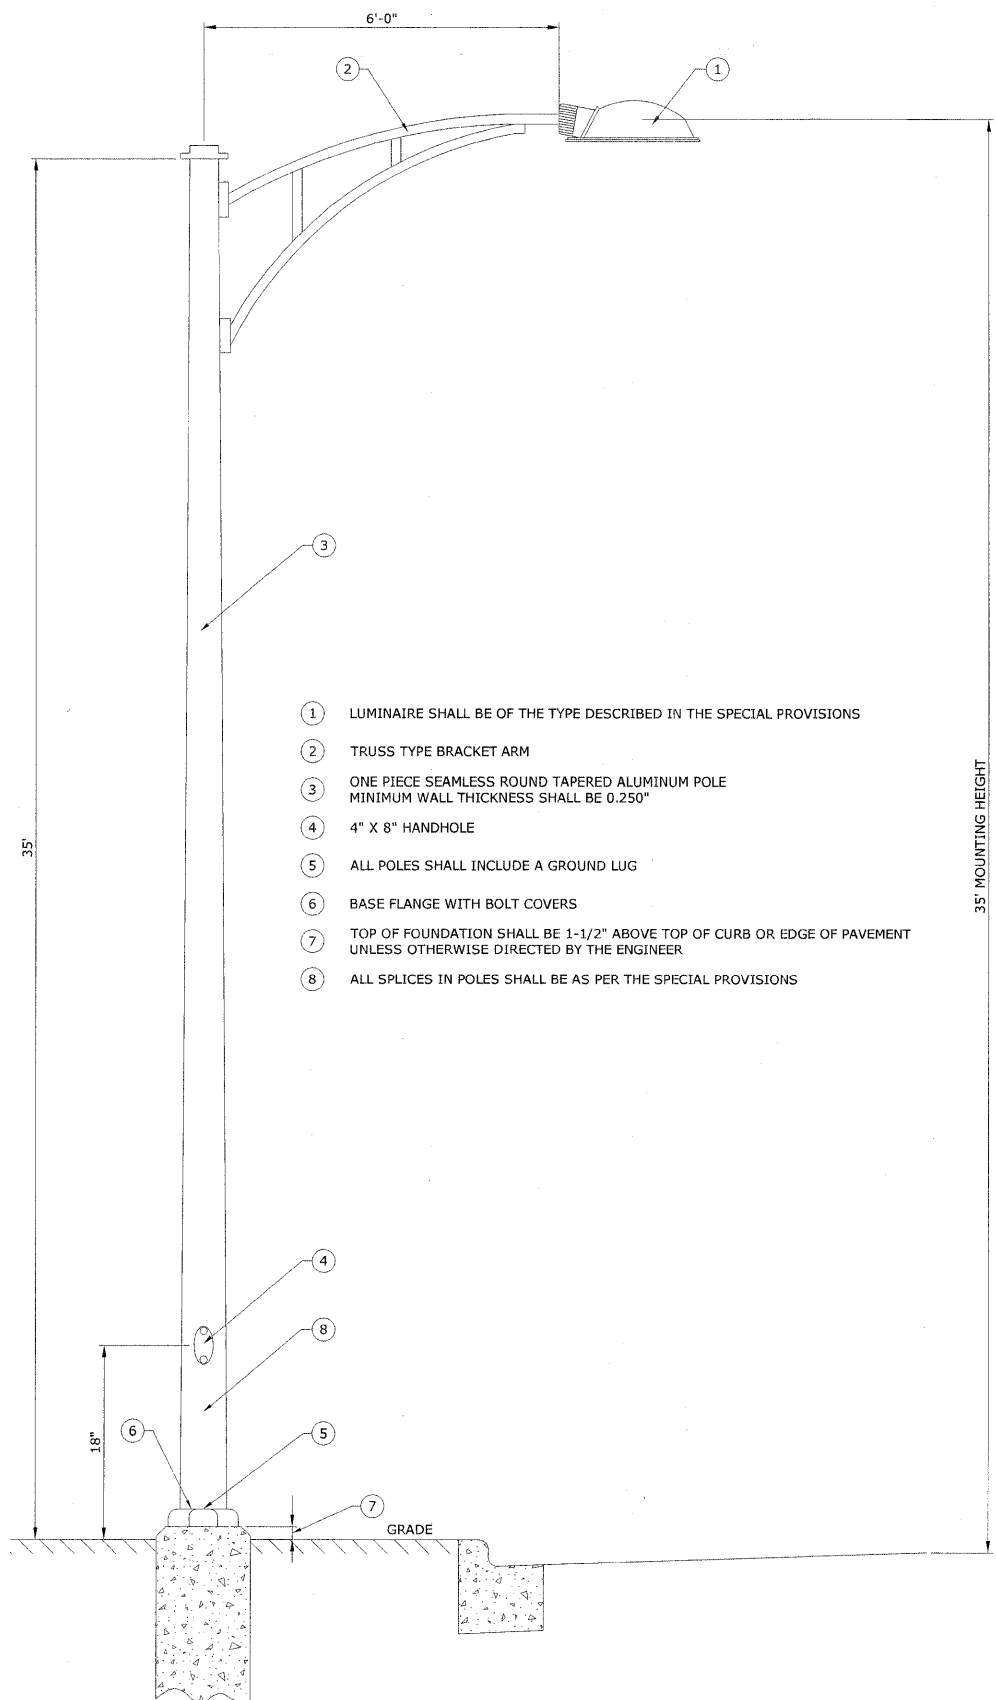 6'-0"
2
1
3
1 LUMINAIRE SHALL BE OF THE TYPE DESCRIBED IN THE SPECIAL PROVISIONS
2 TRUSS TYPE BRACKET ARM
3 ONE PIECE SEAMLESS ROUND TAPERED ALUMINUM POLE
MINIMUM WALL THICKNESS SHALL BE 0.250"
4 4" X 8" HANDHOLE
5 ALL POLES SHALL INCLUDE A GROUND LUG
6 BASE FLANGE WITH BOLT COVERS
7 TOP OF FOUNDATION SHALL BE 1-1/2" ABOVE TOP OF CURB OR EDGE OF PAVEMENT
UNLESS OTHERWISE DIRECTED BY THE ENGINEER
8 ALL SPLICES IN POLES SHALL BE AS PER THE SPECIAL PROVISIONS
35'
35' MOUNTING HEIGHT
4
8
18"
6
5
7
GRADE